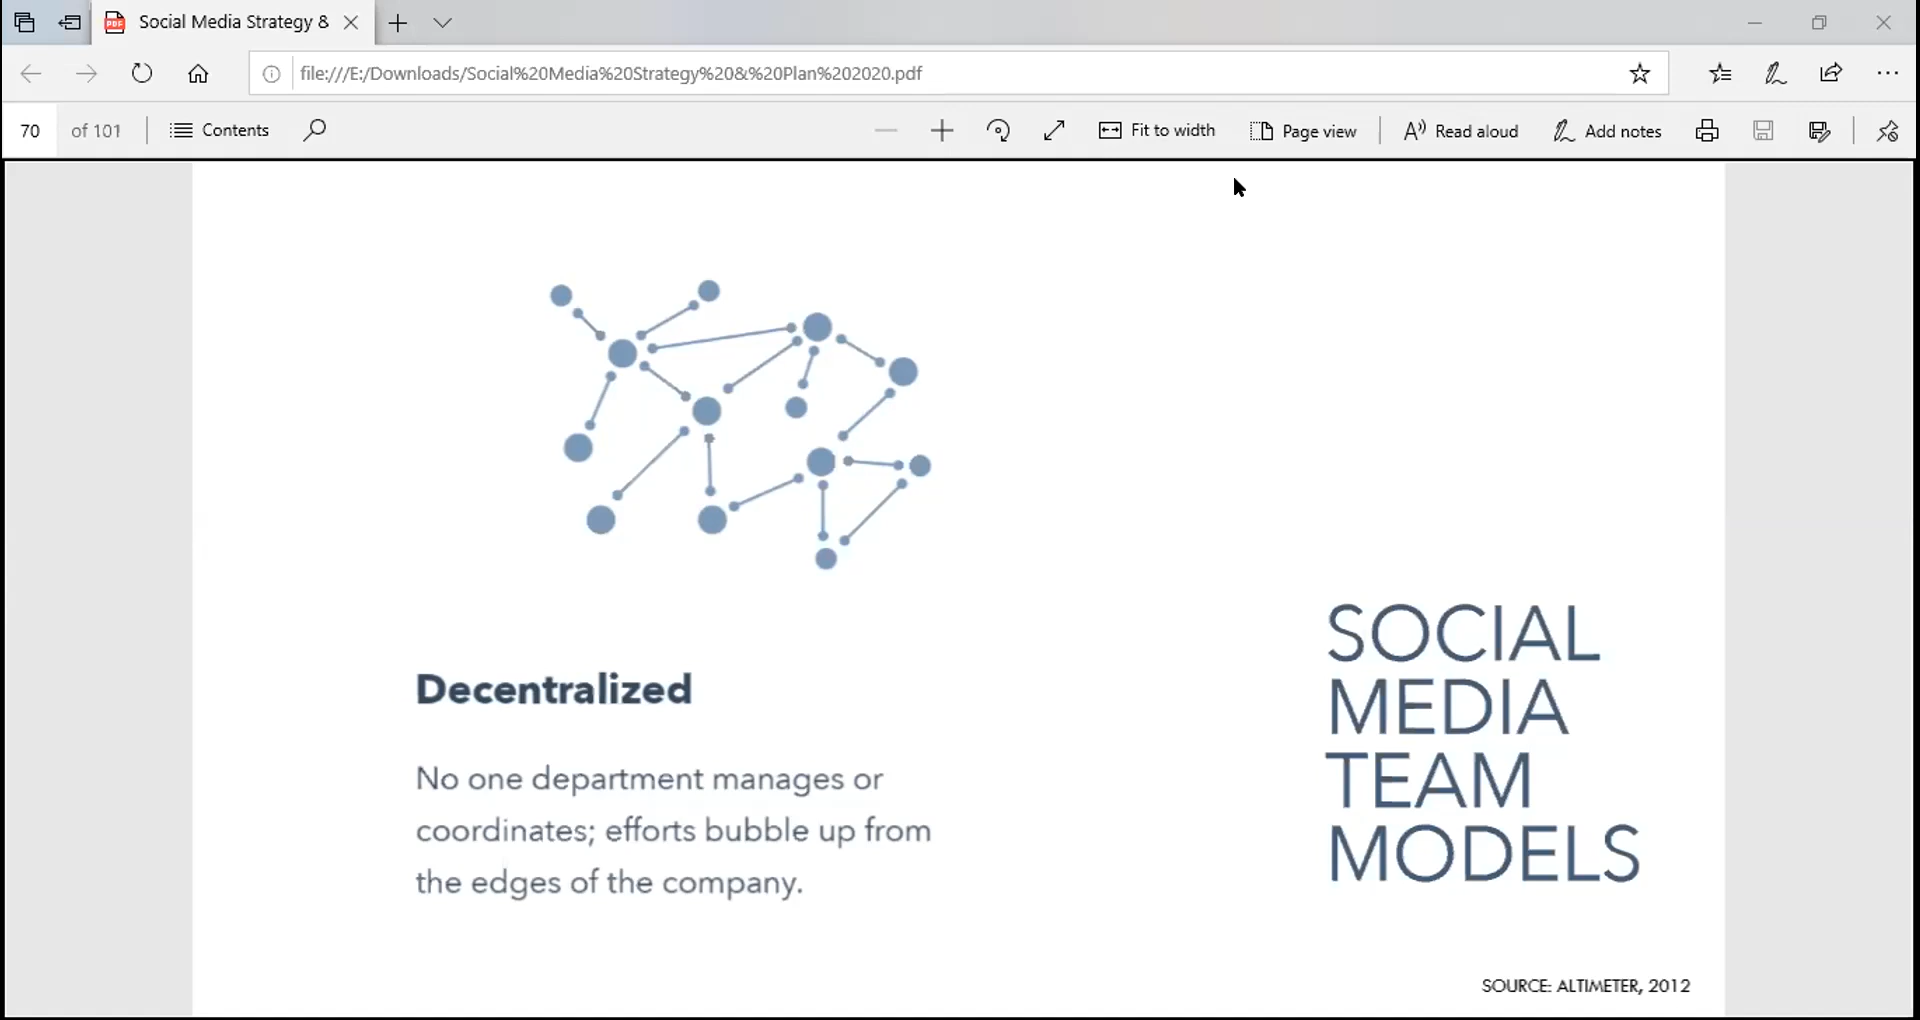 Social Media Strategy &
file:///E:/Downloads/Social%20Media%20Strategy%20&%20Plan%202020.pdf
70 of 101 Contents Fit to width Page view Read aloud Add notes
Decentralized
No one department manages or
coordinates; efforts bubble up from
the edges of the company.
SOCIAL
MEDIA
TEAM
MODELS
SOURCE: ALTIMETER, 2012